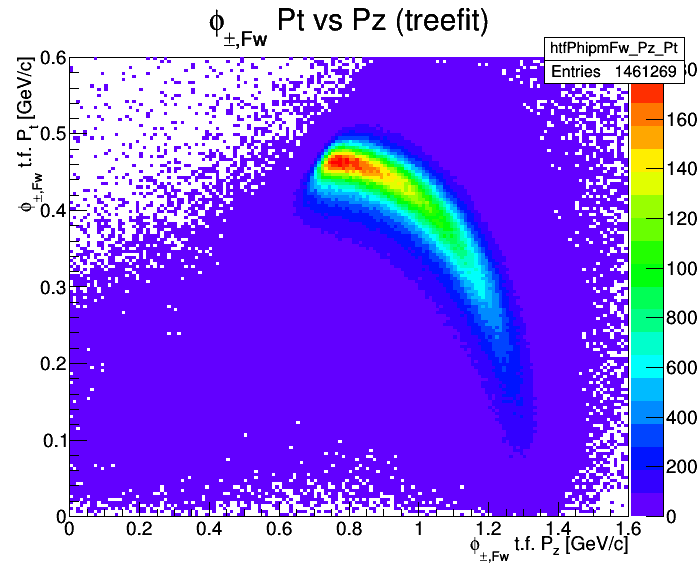 ϕ±,Fw Pt vs Pz (treefit)
htfPhipmFw_Pz_Pt
Entries 1461269
ϕ±,Fw t.f. Pt [GeV/c]
0.6
0.5
0.4
0.3
0.2
0.1
0
0 0.2 0.4 0.6 0.8 1 1.2 1.4 1.6
ϕ±,Fw t.f. Pz [GeV/c]
160
140
120
100
800
600
400
200
0